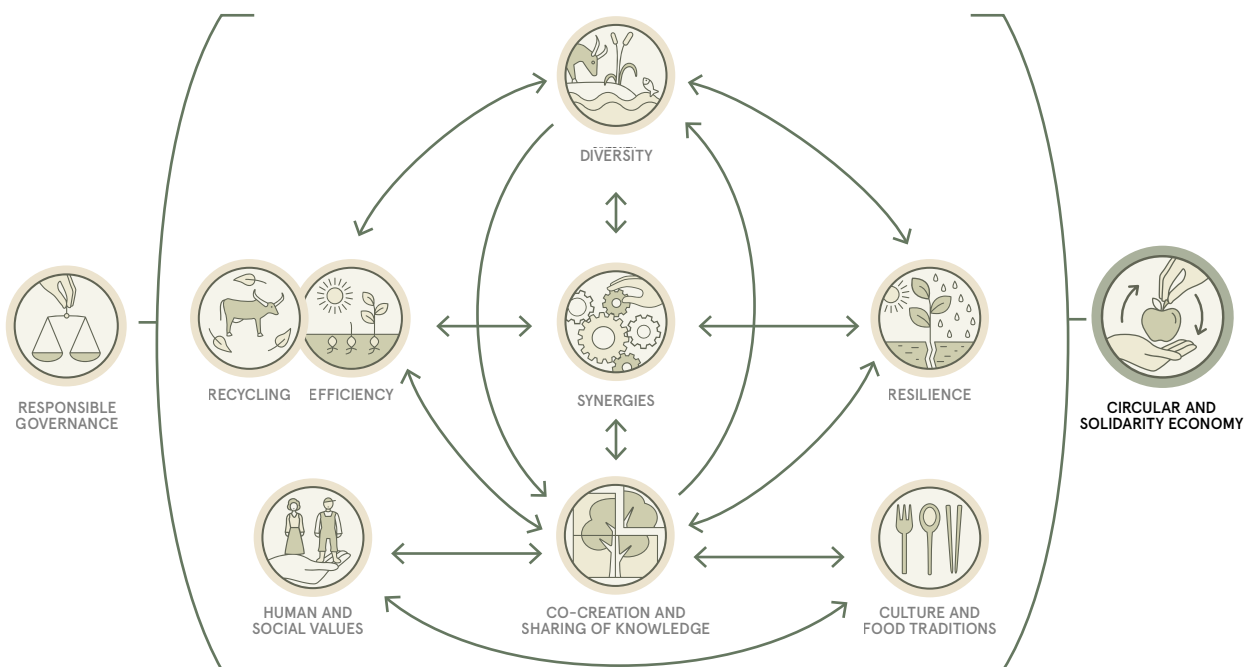 DIVERSITY
RECYCLING
EFFICIENCY
SYNERGIES
RESILIENCE
RESPONSIBLE
GOVERNANCE
CIRCULAR AND
SOLIDARITY ECONOMY
HUMAN AND
SOCIAL VALUES
CO-CREATION AND
SHARING OF KNOWLEDGE
CULTURE AND
FOOD TRADITIONS